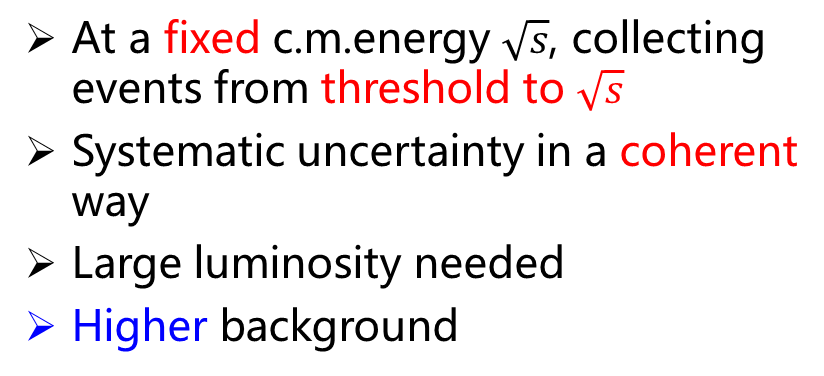 ➢ At a fixed c.m.energy √s, collecting
events from threshold to √s
➢ Systematic uncertainty in a coherent
way
➢ Large luminosity needed
➢ Higher background